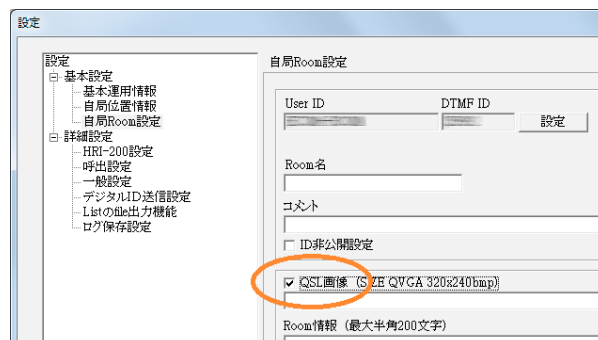 設定
設定
基本設定
基本運用情報
自局位置情報
自局Room設定
詳細設定
HRI-200設定
呼出設定
一般設定
デジタルID送信設定
Listのfile出力機能
ログ保存設定
自局Room設定
User ID DTMF ID
設定
Room名
コメント
ID非公開設定
QSL画像 (SIZE QVGA 320x240bmp)
Room情報 (最大半角200文字)